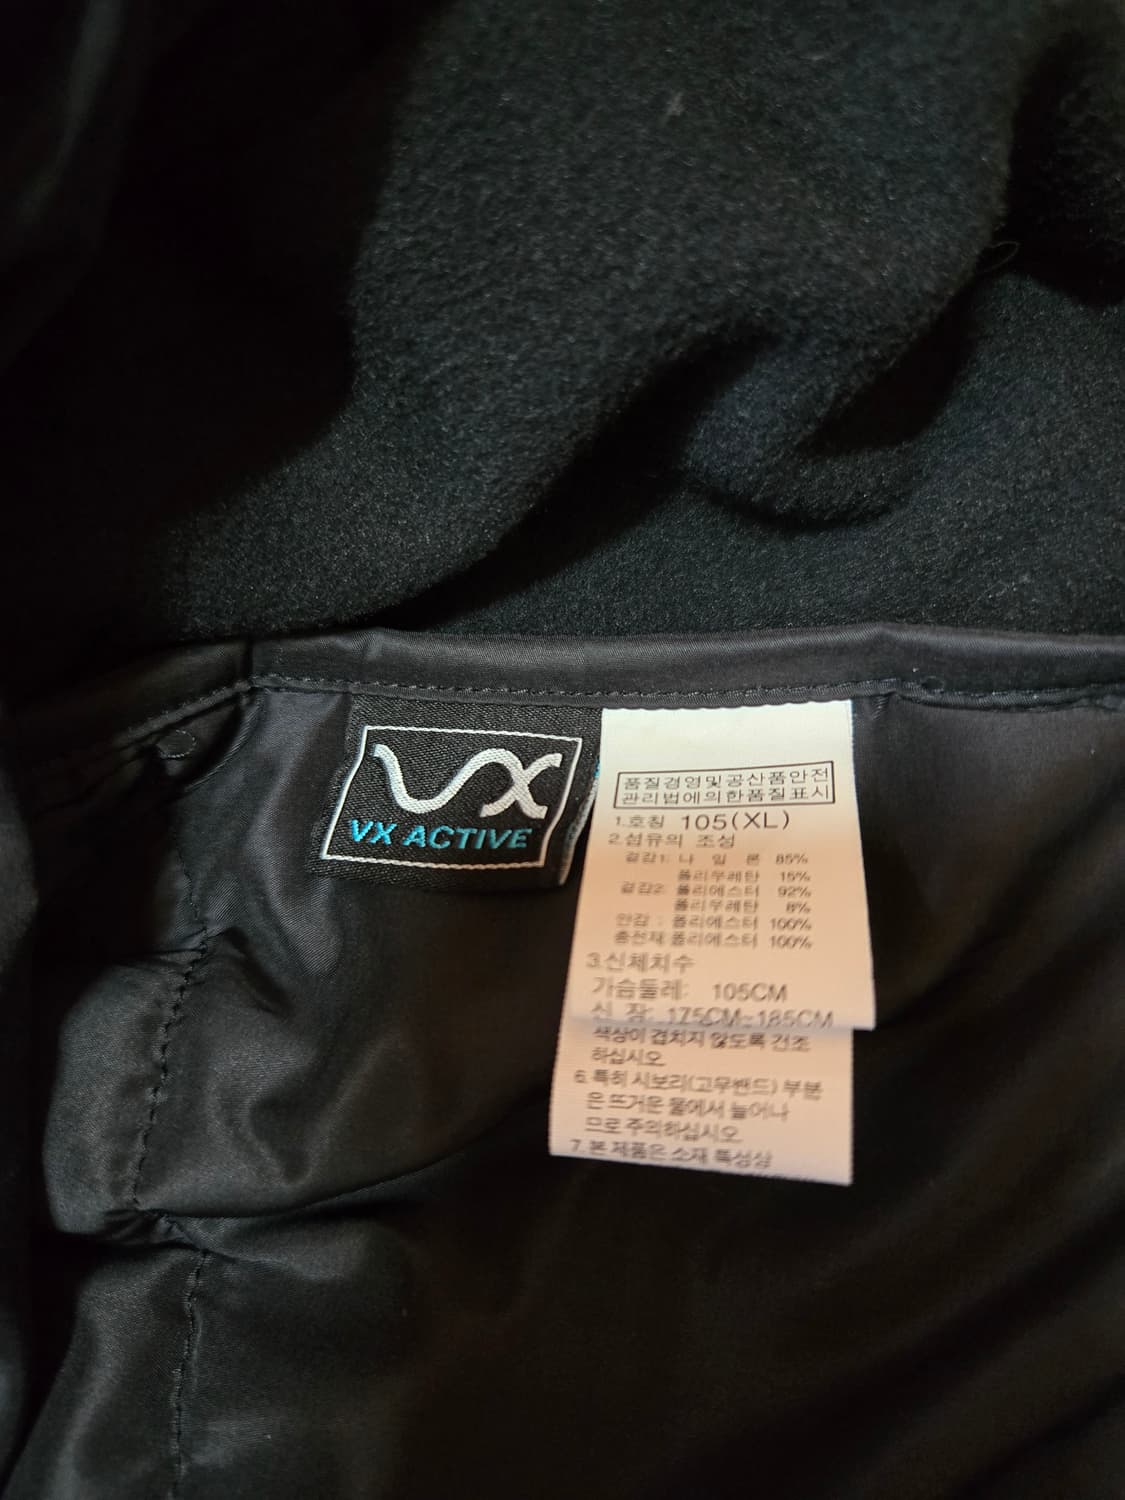 VX
VX ACTIVE
품질경영및공산품안전
관리법에의한품질표시
1.호칭 105(XL)
2.섬유의 조성
겉감1: 나 일 론 85%
폴리우레탄 15%
겉감2: 폴리에스터 92%
폴리우레탄 8%
안감 : 폴리에스터 100%
충전재:폴리에스터 100%
3.신체치수
가슴둘레: 105CM
신 장: 175CM~185CM
색상이 겹치지 않도록 건조
하십시오.
6.특히 시보리(고무밴드) 부분
은 뜨거운 물에서 늘어나
므로 주의하십시오.
7.본 제품은 소재 특성상